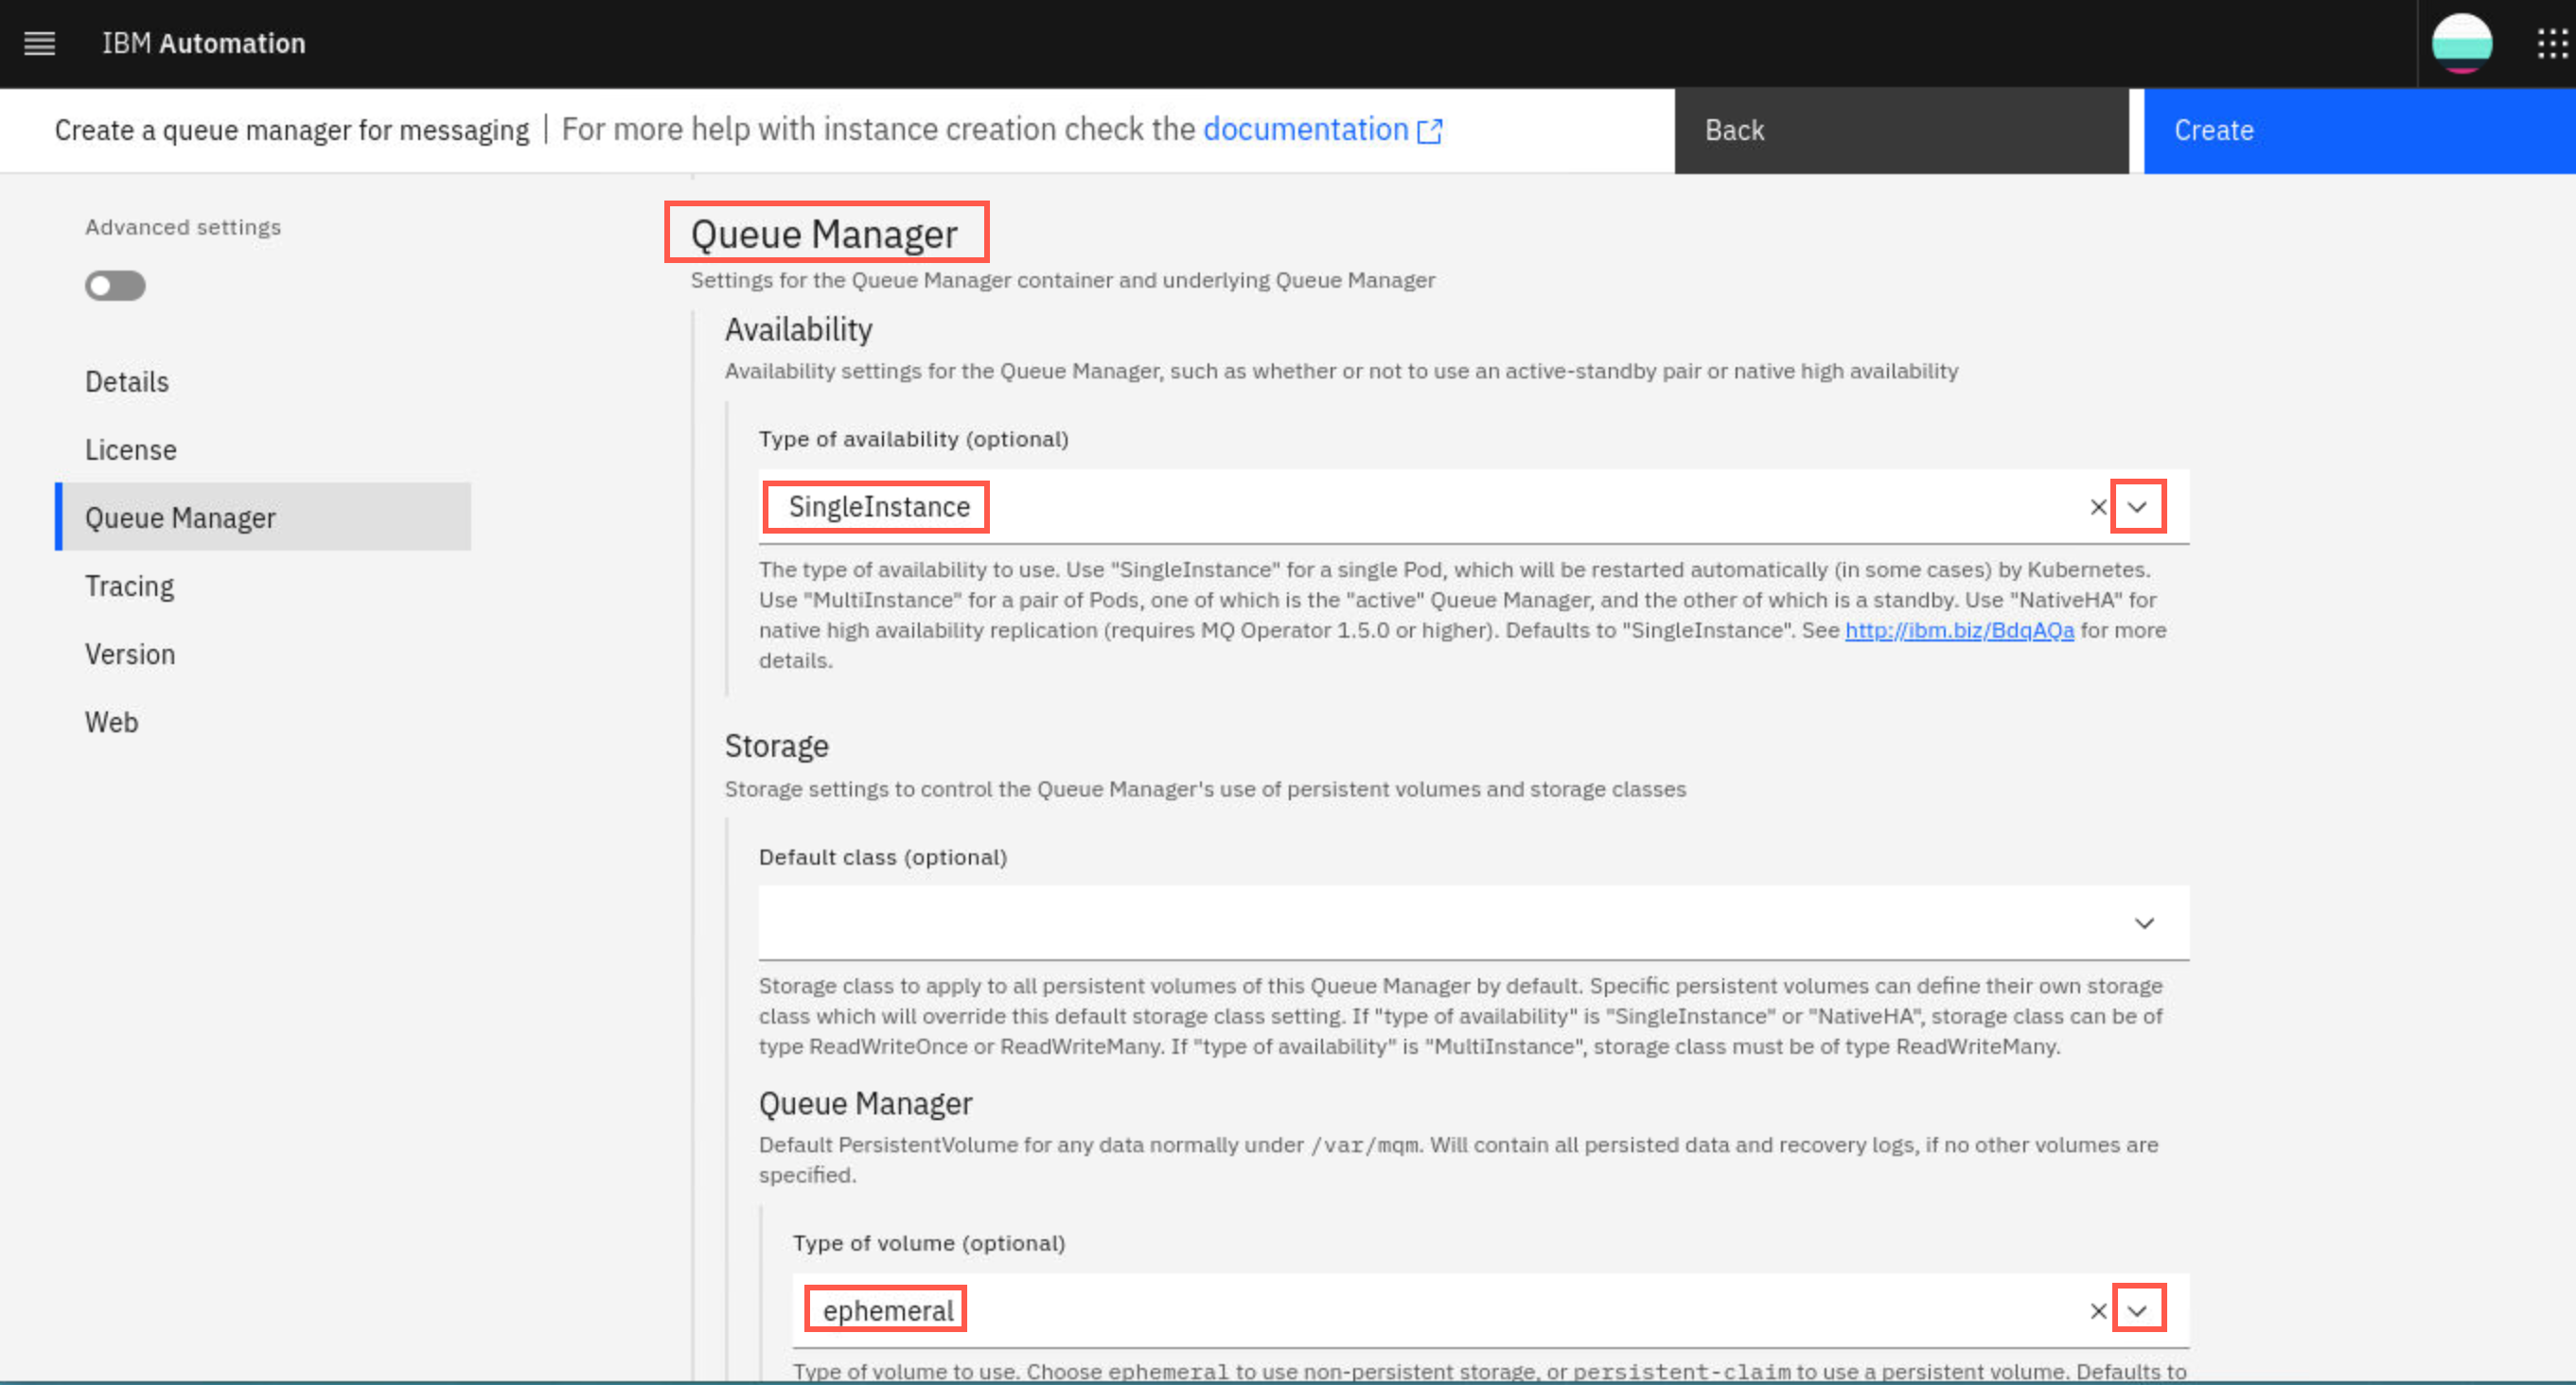 IBM Automation
Create a queue manager for messaging | For more help with instance creation check the documentation
Back
Create
Advanced settings
Details
License
Queue Manager
Tracing
Version
Web
Queue Manager
Settings for the Queue Manager container and underlying Queue Manager
Availability
Availability settings for the Queue Manager, such as whether or not to use an active-standby pair or native high availability
Type of availability (optional)
SingleInstance
The type of availability to use. Use "SingleInstance" for a single Pod, which will be restarted automatically (in some cases) by Kubernetes.
Use "MultiInstance" for a pair of Pods, one of which is the "active" Queue Manager, and the other of which is a standby. Use "NativeHA" for
native high availability replication (requires MQ Operator 1.5.0 or higher). Defaults to "SingleInstance". See http://ibm.biz/BdqAQa for more
details.
Storage
Storage settings to control the Queue Manager's use of persistent volumes and storage classes
Default class (optional)
Storage class to apply to all persistent volumes of this Queue Manager by default. Specific persistent volumes can define their own storage
class which will override this default storage class setting. If "type of availability" is "SingleInstance" or "NativeHA", storage class can be of
type ReadWriteOnce or ReadWriteMany. If "type of availability" is "MultiInstance", storage class must be of type ReadWriteMany.
Queue Manager
Default PersistentVolume for any data normally under /var/mqm. Will contain all persisted data and recovery logs, if no other volumes are
specified.
Type of volume (optional)
ephemeral
Type of volume to use. Choose ephemeral to use non-persistent storage, or persistent-claim to use a persistent volume. Defaults to